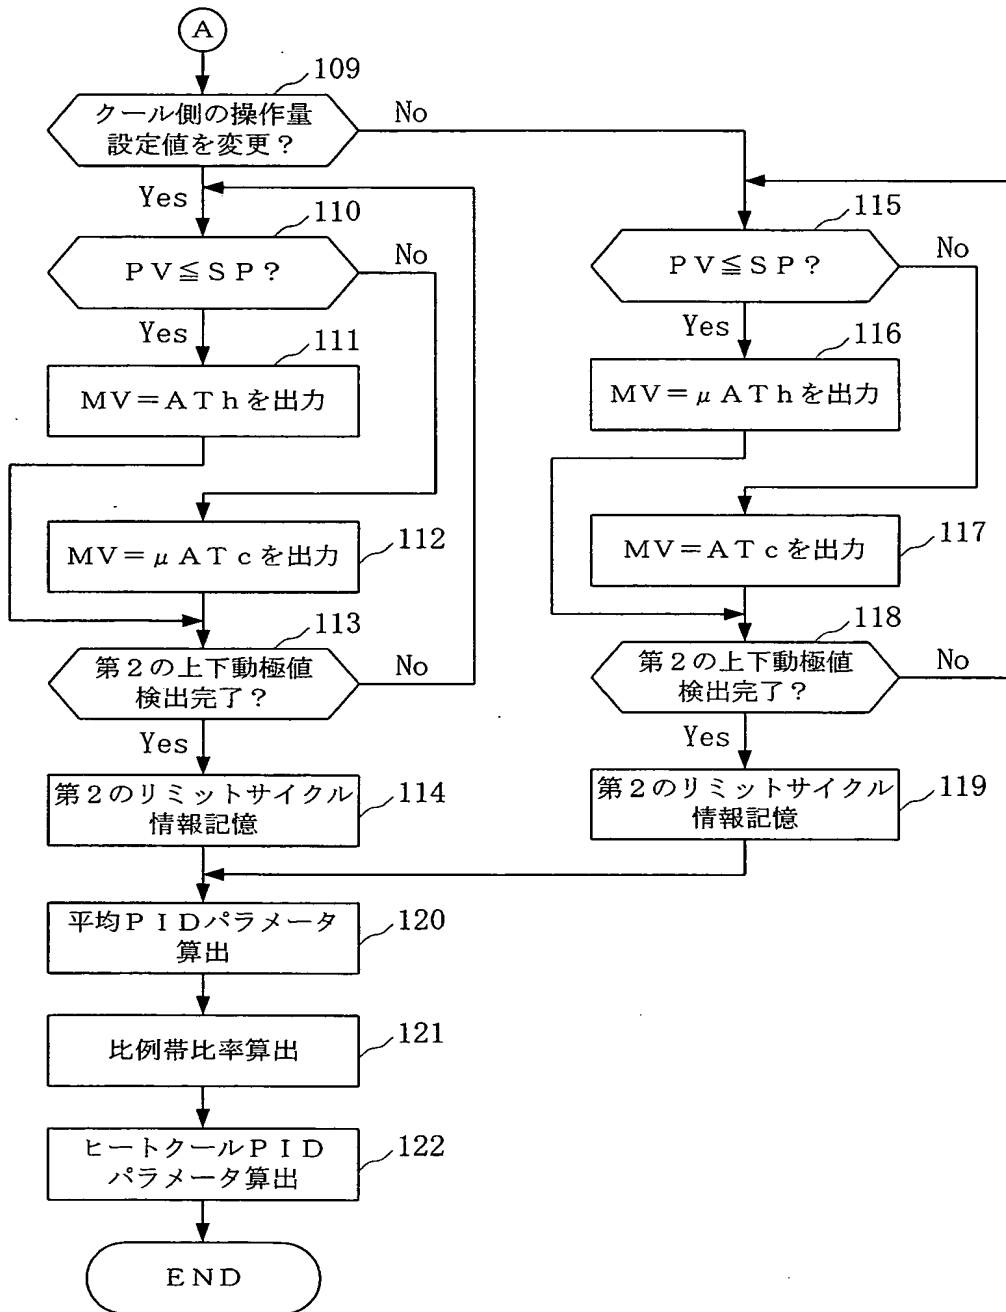 A
109
クール側の操作量
設定値を変更？
No
Yes
110
PV≦SP？
No
Yes
111
MV＝AThを出力
MV＝μATcを出力
112
113
第2の上下動極値
検出完了？
No
Yes
第2のリミットサイクル
情報記憶
114
115
PV≦SP？
No
Yes
116
MV＝μAThを出力
MV＝ATcを出力
117
118
第2の上下動極値
検出完了？
No
Yes
第2のリミットサイクル
情報記憶
119
平均PIDパラメータ
算出
120
比例帯比率算出
121
ヒートクールPID
パラメータ算出
122
END